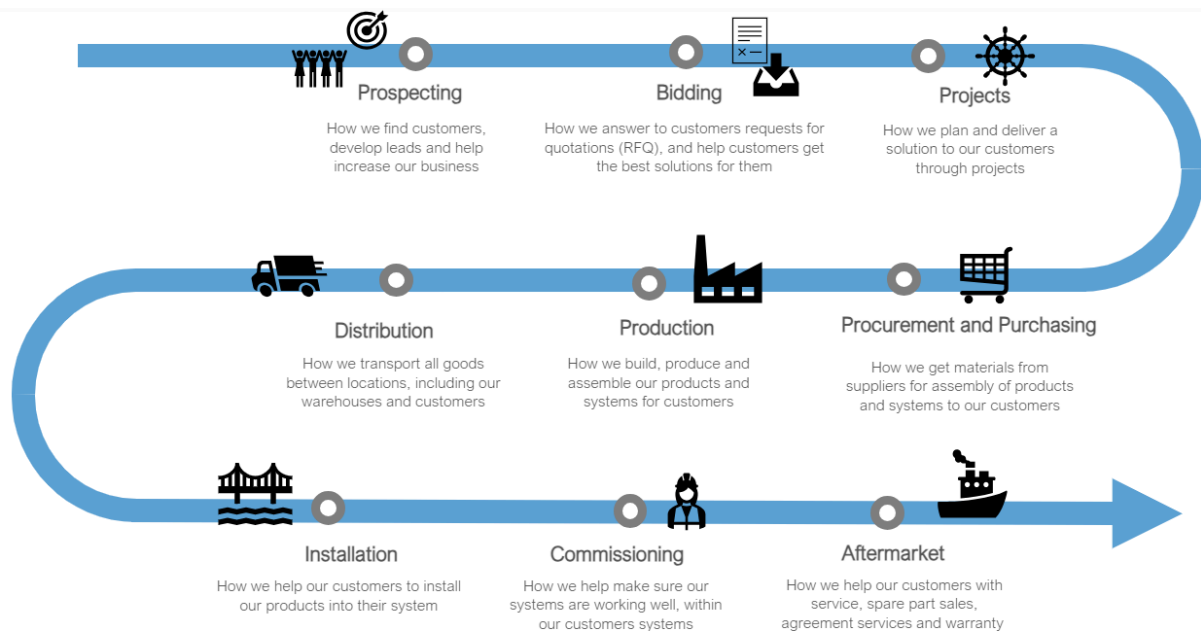 Prospecting
How we find customers,
develop leads and help
increase our business
Bidding
How we answer to customers requests for
quotations (RFQ), and help customers get
the best solutions for them
Projects
How we plan and deliver a
solution to our customers
through projects
Procurement and Purchasing
How we get materials from
suppliers for assembly of products
and systems to our customers
Production
How we build, produce and
assemble our products and
systems for customers
Distribution
How we transport all goods
between locations, including our
warehouses and customers
Installation
How we help our customers to install
our products into their system
Commissioning
How we help make sure our
systems are working well, within
our customers systems
Aftermarket
How we help our customers with
service, spare part sales,
agreement services and warranty